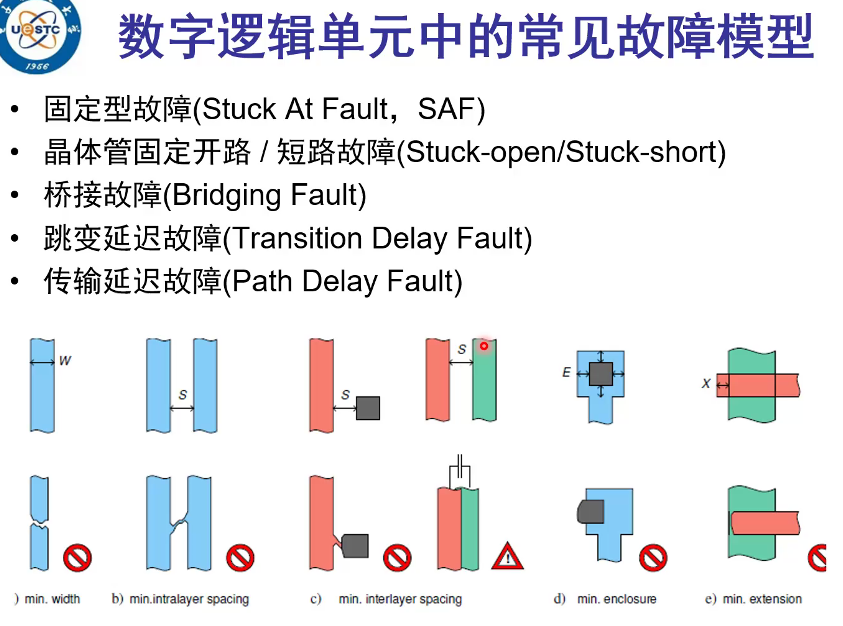 UESTC
1956
数字逻辑单元中的常见故障模型
• 固定型故障(Stuck At Fault，SAF)
• 晶体管固定开路 / 短路故障(Stuck-open/Stuck-short)
• 桥接故障(Bridging Fault)
• 跳变延迟故障(Transition Delay Fault)
• 传输延迟故障(Path Delay Fault)
W
S
S
S
E
X
!
) min. width
b) min.intralayer spacing
c) min. interlayer spacing
d) min. enclosure
e) min. extension